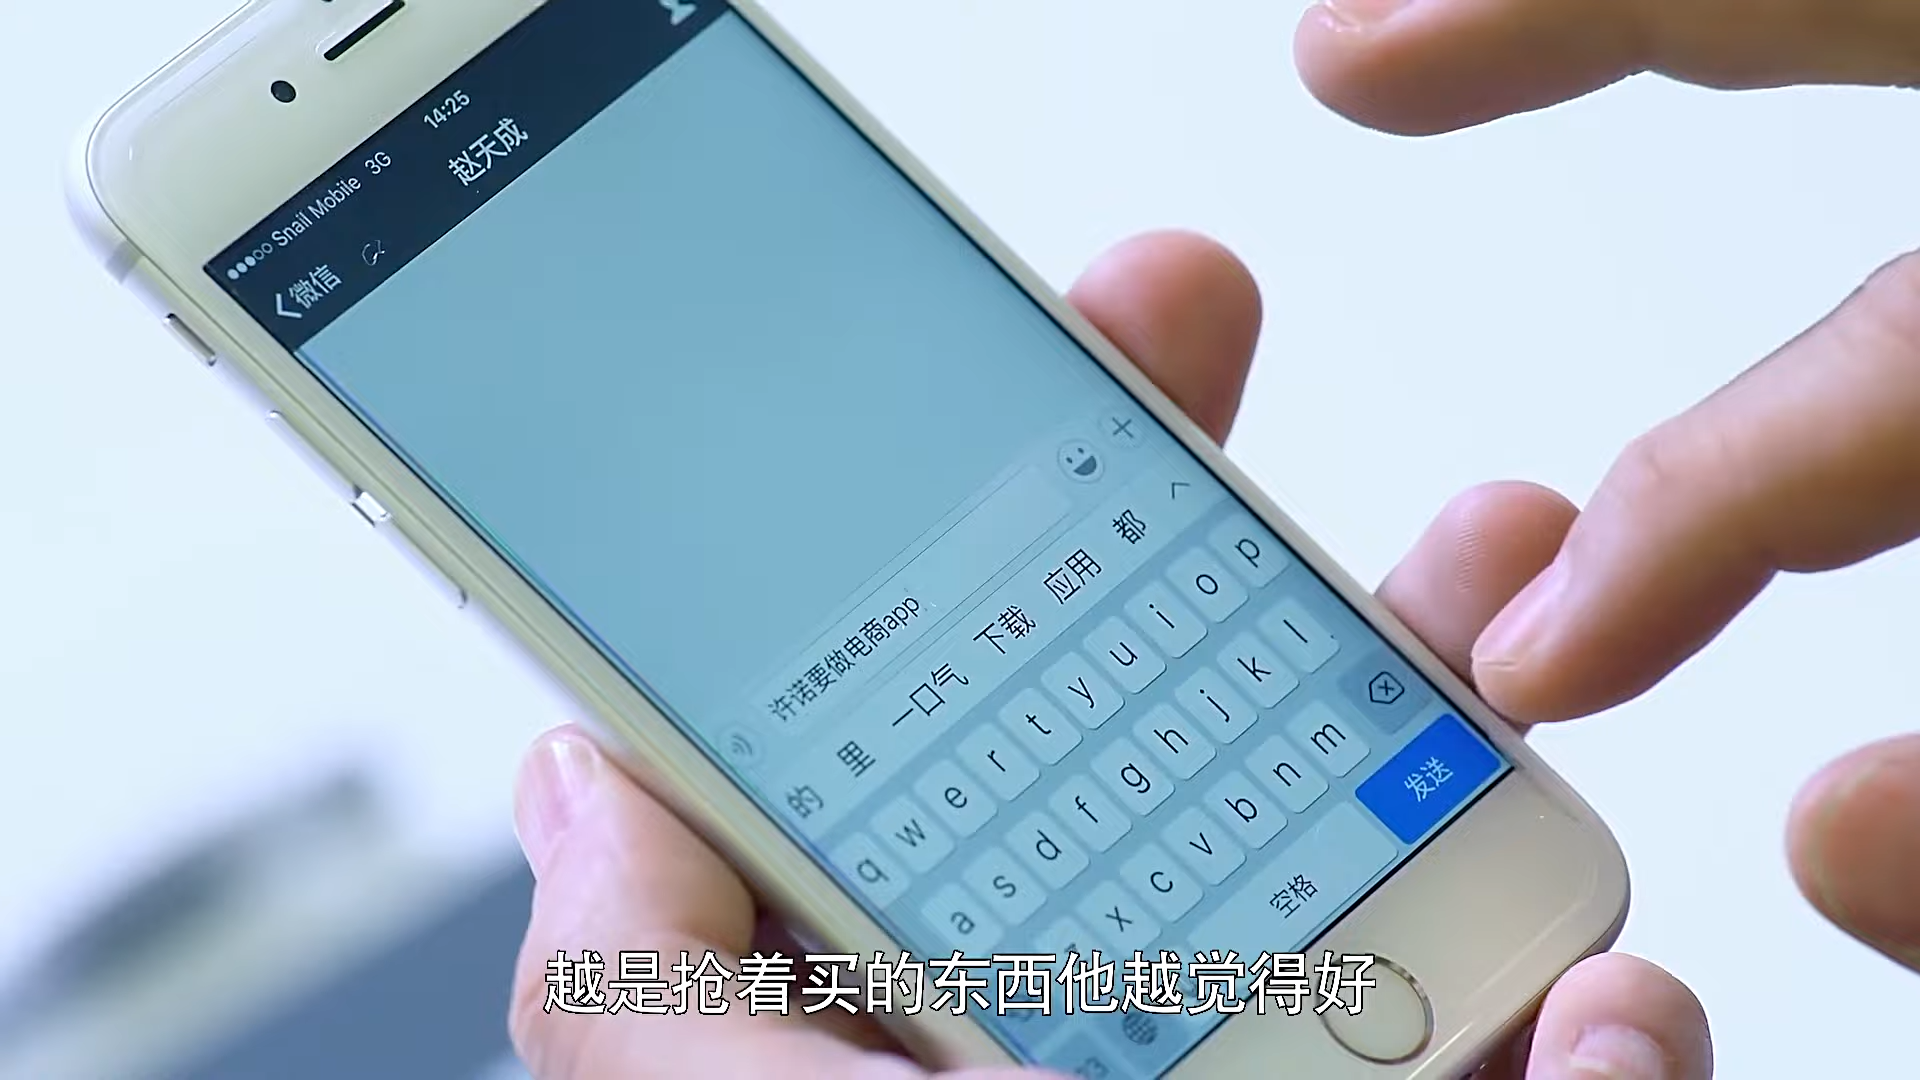 ●●●○○ Snail Mobile 3G 14:25
微信
赵天成
许诺要做电商app
的 里 一口气 下载 应用 都
q w e r t y u i o p
a s d f g h j k l
x c v b n m
空格 发送
越是抢着买的东西他越觉得好